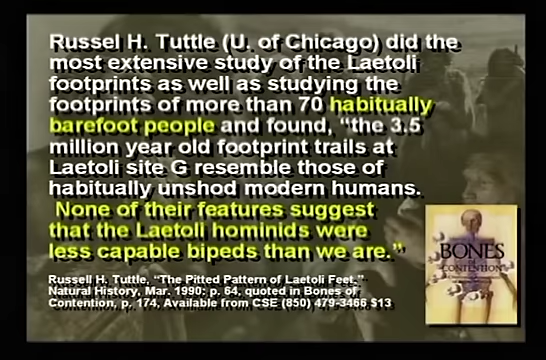 Russel H. Tuttle (U. of Chicago) did the
most extensive study of the Laetoli
footprints as well as studying the
footprints of more than 70 habitually
barefoot people and found, “the 3.5
million year old footprint trails at
Laetoli site G resemble those of
habitually unshod modern humans.
None of their features suggest
that the Laetoli hominids were
less capable bipeds than we are.”
Russell H. Tuttle, “The Pitted Pattern of Laetoli Feet,”
Natural History, Mar. 1990; p. 64, quoted in Bones of
Contention, p. 174, Available from CSE (850) 479-3466 $13
BONES
OF
CONTENTION